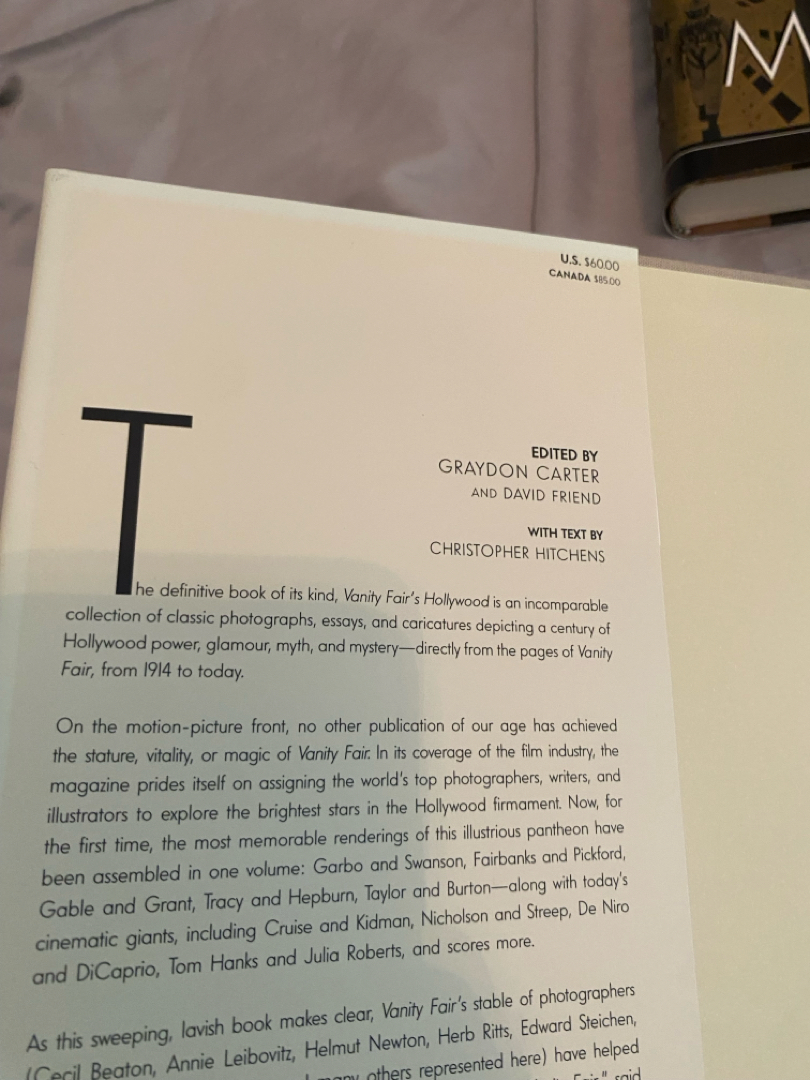 M
U.S. $60.00
CANADA $85.00
EDITED BY
GRAYDON CARTER
AND DAVID FRIEND
WITH TEXT BY
CHRISTOPHER HITCHENS
The definitive book of its kind, Vanity Fair's Hollywood is an incomparable
collection of classic photographs, essays, and caricatures depicting a century of
Hollywood power, glamour, myth, and mystery—directly from the pages of Vanity
Fair, from 1914 to today.
On the motion-picture front, no other publication of our age has achieved
the stature, vitality, or magic of Vanity Fair. In its coverage of the film industry, the
magazine prides itself on assigning the world's top photographers, writers, and
illustrators to explore the brightest stars in the Hollywood firmament. Now, for
the first time, the most memorable renderings of this illustrious pantheon have
been assembled in one volume: Garbo and Swanson, Fairbanks and Pickford,
Gable and Grant, Tracy and Hepburn, Taylor and Burton—along with today's
cinematic giants, including Cruise and Kidman, Nicholson and Streep, De Niro
and DiCaprio, Tom Hanks and Julia Roberts, and scores more.
As this sweeping, lavish book makes clear, Vanity Fair's stable of photographers
(Cecil Beaton, Annie Leibovitz, Helmut Newton, Herb Ritts, Edward Steichen,
many others represented here) have helped
Fair," said